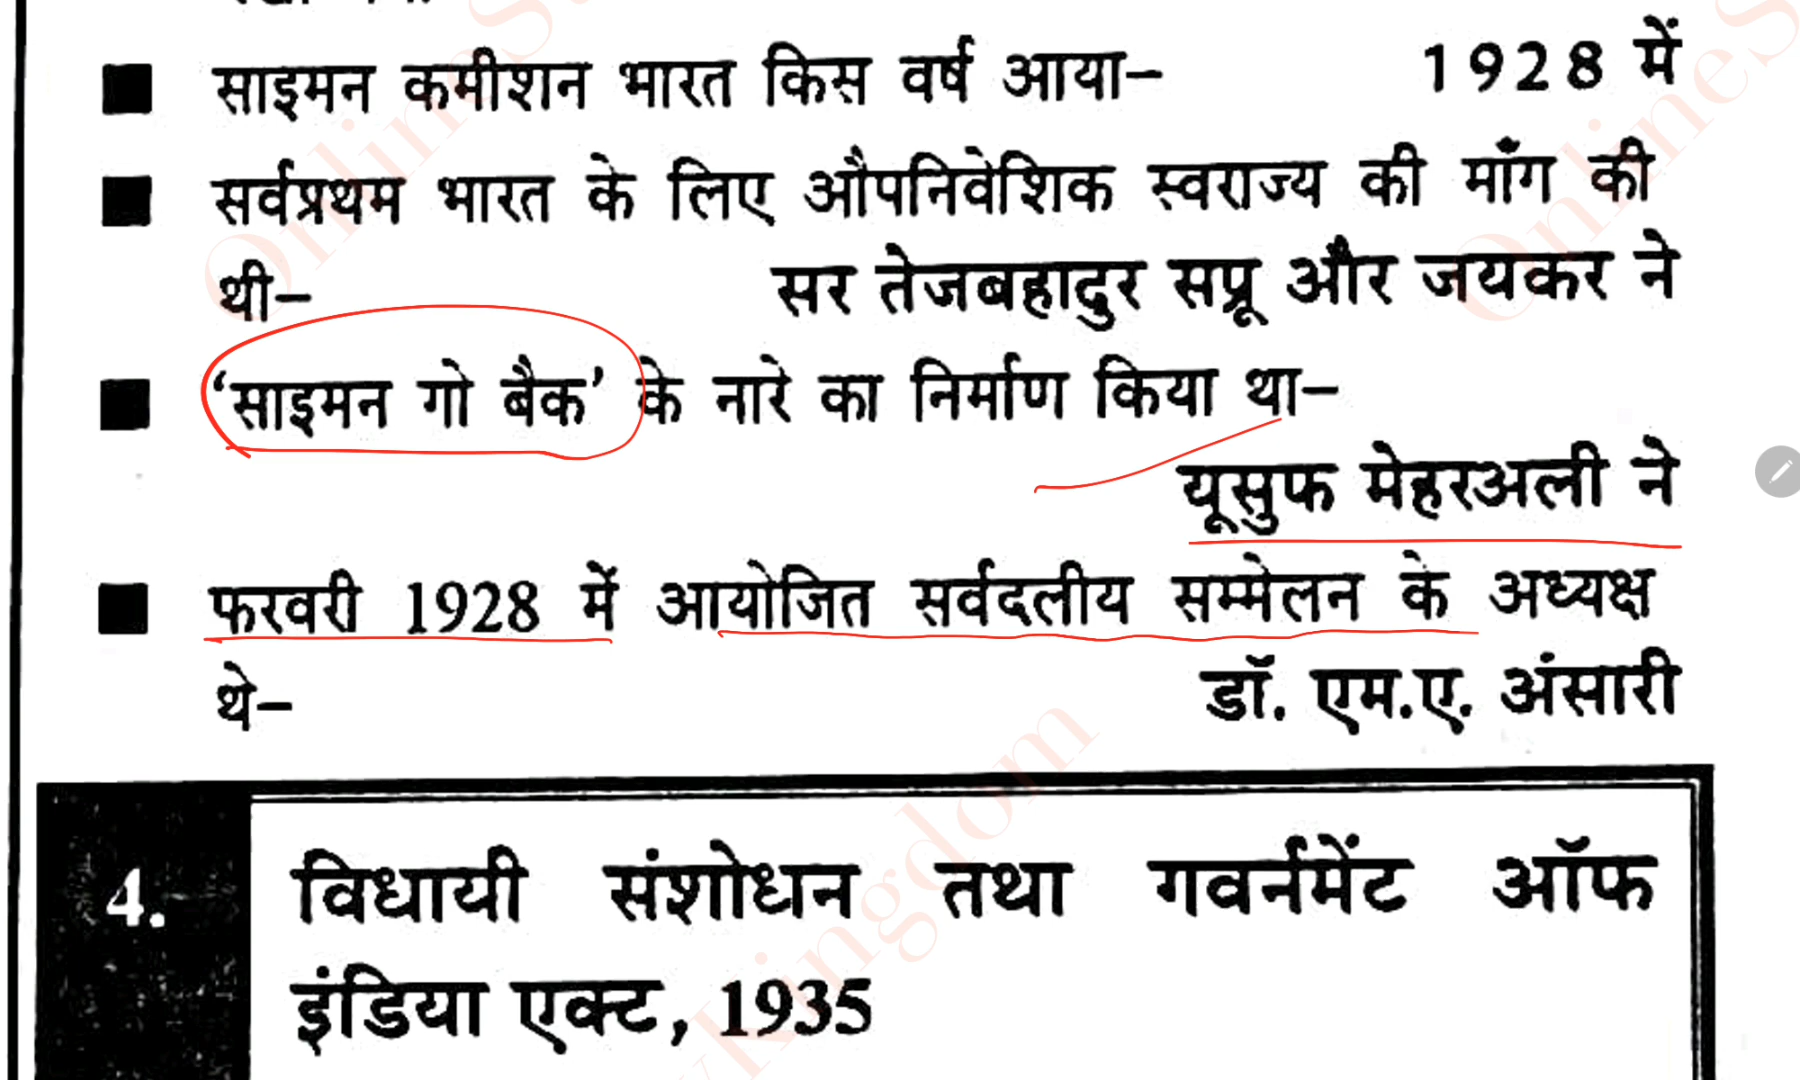 ■ साइमन कमीशन भारत किस वर्ष आया– 1928 में
■ सर्वप्रथम भारत के लिए औपनिवेशिक स्वराज्य की माँग की
थी– सर तेजबहादुर सप्रू और जयकर ने
■ ‘साइमन गो बैक’ के नारे का निर्माण किया था–
यूसुफ मेहरअली ने
■ फरवरी 1928 में आयोजित सर्वदलीय सम्मेलन के अध्यक्ष
थे– डॉ. एम.ए. अंसारी
4. विधायी संशोधन तथा गवर्नमेंट ऑफ
इंडिया एक्ट, 1935